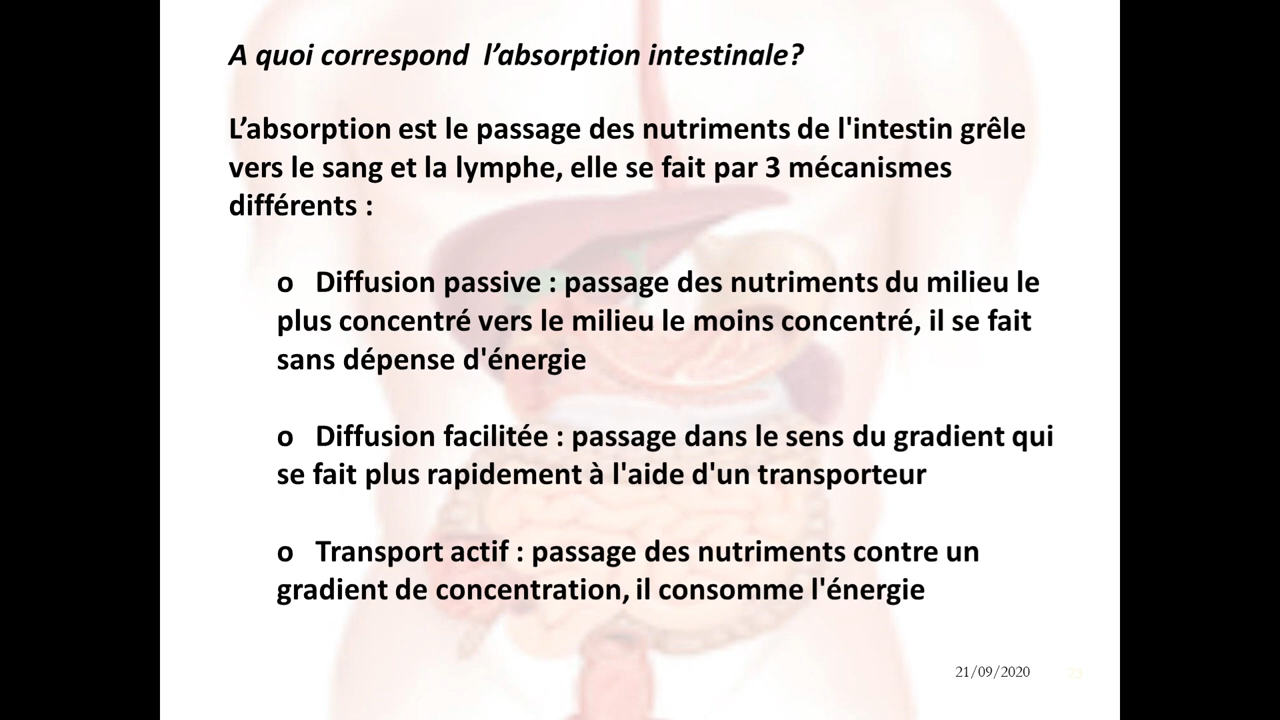 A quoi correspond  l’absorption intestinale?
L’absorption est le passage des nutriments de l'intestin grêle
vers le sang et la lymphe, elle se fait par 3 mécanismes
différents :
o   Diffusion passive : passage des nutriments du milieu le
plus concentré vers le milieu le moins concentré, il se fait
sans dépense d'énergie
o   Diffusion facilitée : passage dans le sens du gradient qui
se fait plus rapidement à l'aide d'un transporteur
o   Transport actif : passage des nutriments contre un
gradient de concentration, il consomme l'énergie
21/09/2020